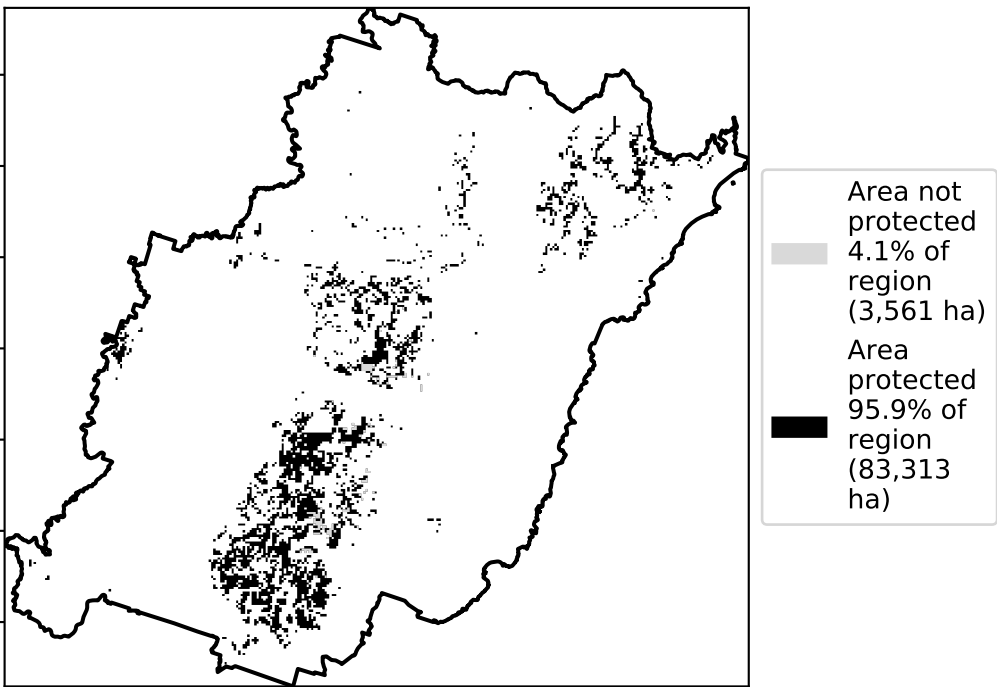 Area not
protected
4.1% of
region
(3,561 ha)
Area
protected
95.9% of
region
(83,313
ha)